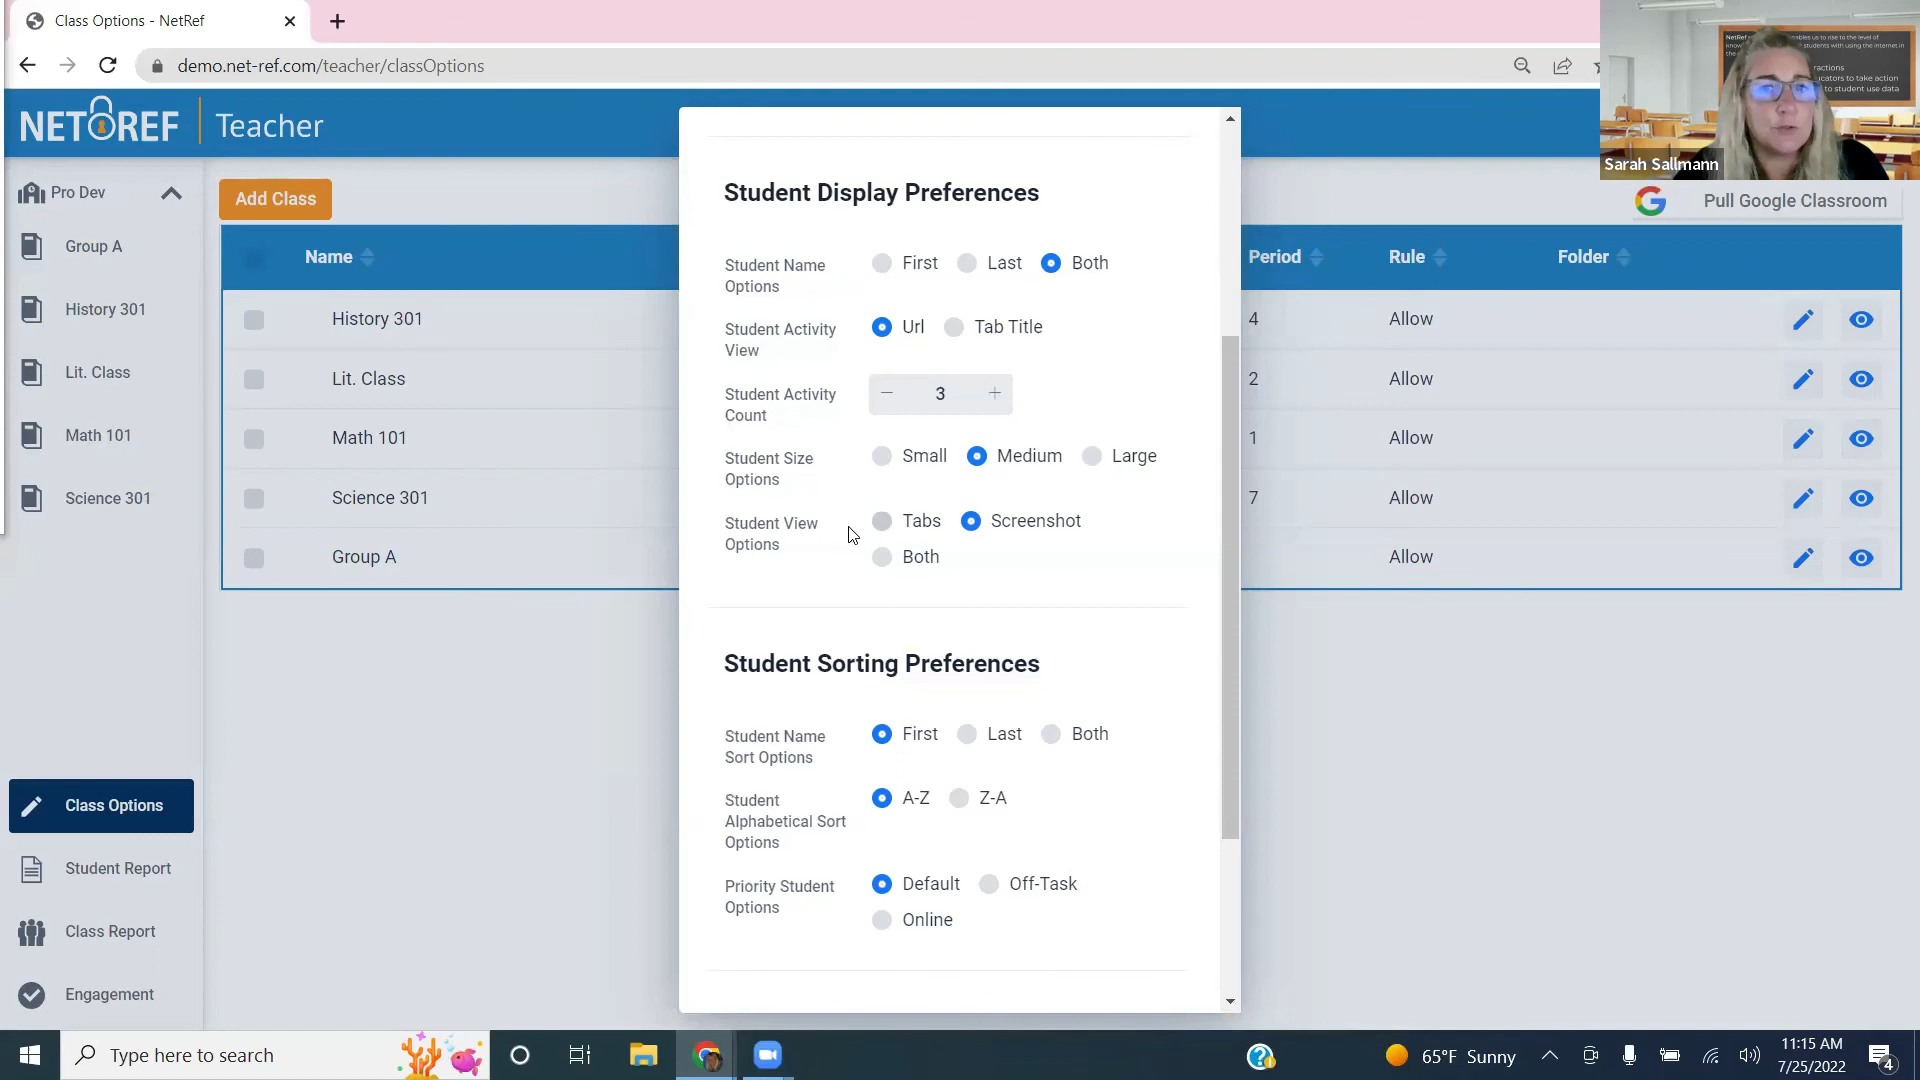 Class Options - NetRef
demo.net-ref.com/teacher/classOptions
NETREF Teacher
Sarah Sallmann
Pro Dev
Group A
History 301
Lit. Class
Math 101
Science 301
Class Options
Student Report
Class Report
Engagement
Add Class
Pull Google Classroom
Name Period Rule Folder
History 301 4 Allow
Lit. Class 2 Allow
Math 101 1 Allow
Science 301 7 Allow
Group A Allow
Student Display Preferences
Student Name
Options
First Last Both
Student Activity
View
Url Tab Title
Student Activity
Count
3
Student Size
Options
Small Medium Large
Student View
Options
Tabs Screenshot
Both
Student Sorting Preferences
Student Name
Sort Options
First Last Both
Student
Alphabetical Sort
Options
A-Z Z-A
Priority Student
Options
Default Off-Task
Online
Type here to search
65°F Sunny
11:15 AM
7/25/2022
4